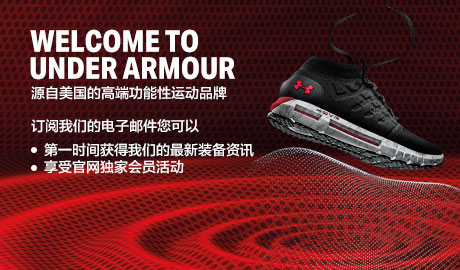 WELCOME TO
UNDER ARMOUR
源自美国的高端功能性运动品牌
订阅我们的电子邮件您可以
● 第一时间获得我们的最新装备资讯
● 享受官网独家会员活动